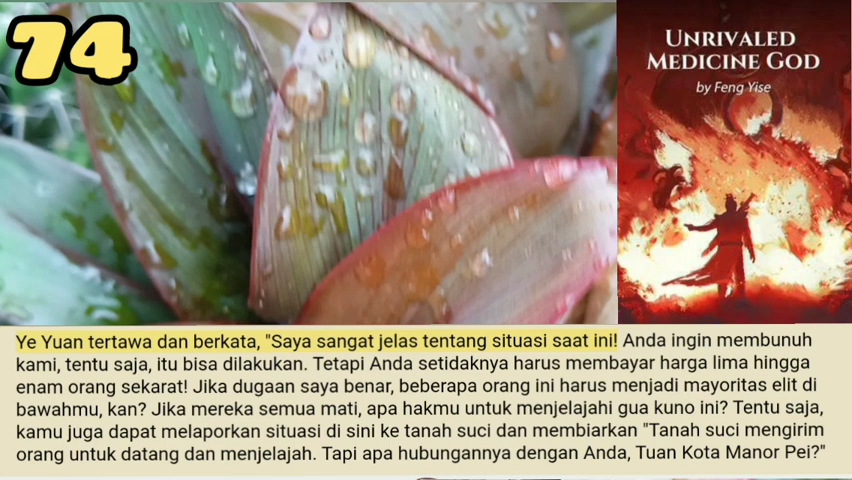 74
UNRIVALED
MEDICINE GOD
by Feng Yise
Ye Yuan tertawa dan berkata, "Saya sangat jelas tentang situasi saat ini! Anda ingin membunuh
kami, tentu saja, itu bisa dilakukan. Tetapi Anda setidaknya harus membayar harga lima hingga
enam orang sekarat! Jika dugaan saya benar, beberapa orang ini harus menjadi mayoritas elit di
bawahmu, kan? Jika mereka semua mati, apa hakmu untuk menjelajahi gua kuno ini? Tentu saja,
kamu juga dapat melaporkan situasi di sini ke tanah suci dan membiarkan "Tanah suci mengirim
orang untuk datang dan menjelajah. Tapi apa hubungannya dengan Anda, Tuan Kota Manor Pei?"